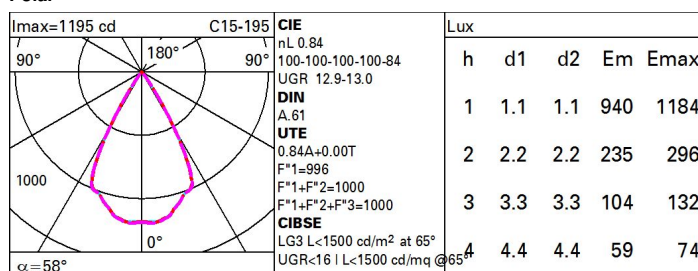 Imax=1195 cd C15-195
90° 180° 90°
1000
0°
α=58°
CIE
nL 0.84
100-100-100-100-84
UGR 12.9-13.0
DIN
A.61
UTE
0.84A+0.00T
F"1=996
F"1+F"2=1000
F"1+F"2+F"3=1000
CIBSE
LG3 L<1500 cd/m² at 65°
UGR<16 | L<1500 cd/mq @65°
Lux
h d1 d2 Em Emax
1 1.1 1.1 940 1184
2 2.2 2.2 235 296
3 3.3 3.3 104 132
4 4.4 4.4 59 74